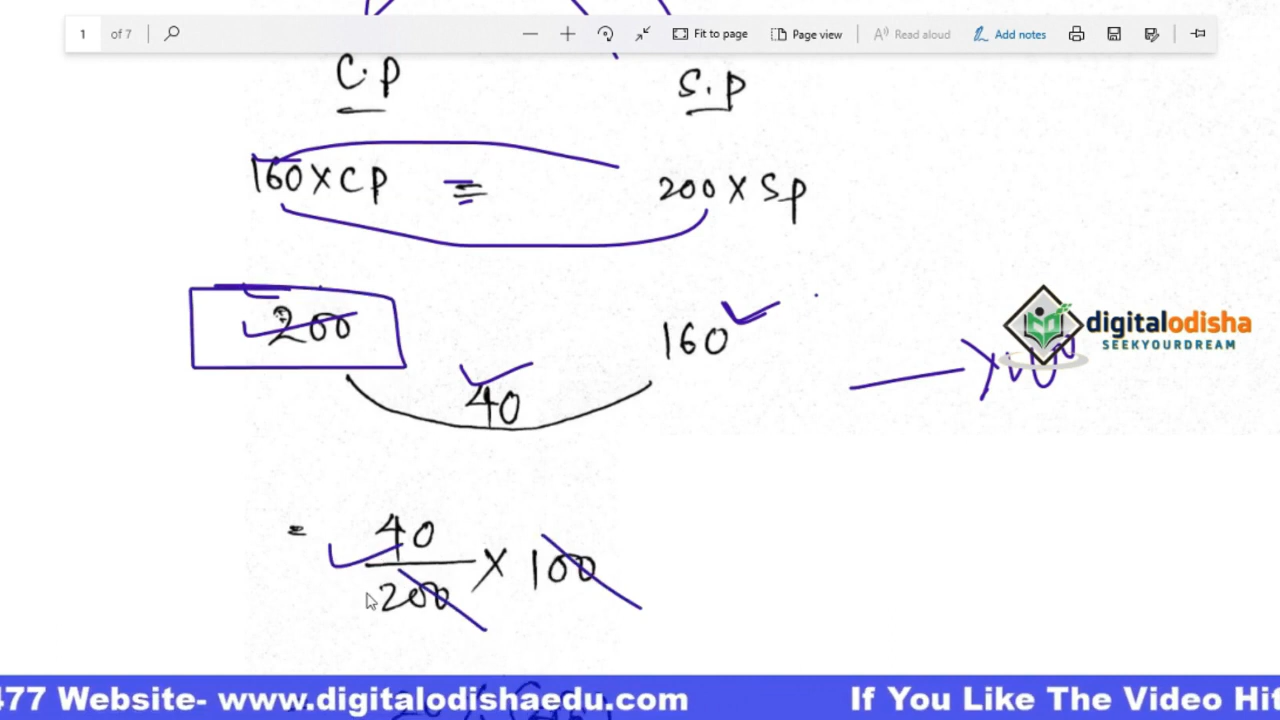 1 of 7 Fit to page Page view Read aloud Add notes
C.P S.P
160 X CP = 200 X SP
200 160
40
X 100
digitalodisha
SEEKYOURDREAM
= 40
200 X 100
477 Website- www.digitalodishaedu.com If You Like The Video Hit